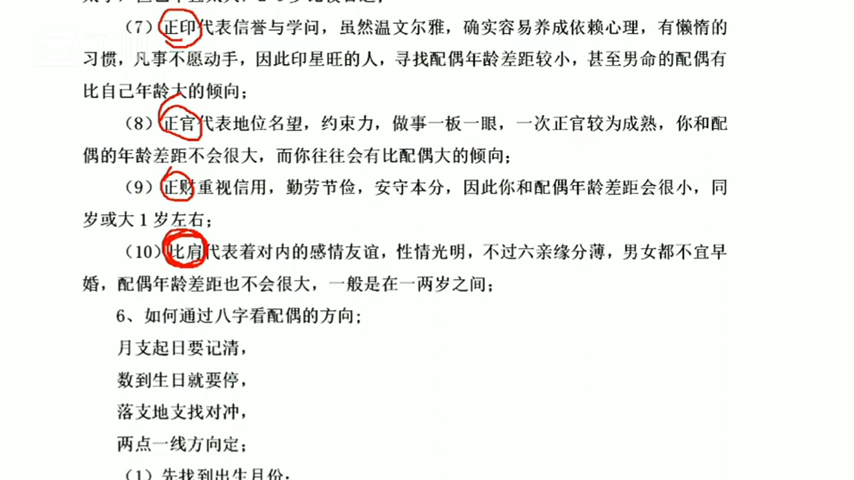 （7）正印代表信誉与学问，虽然温文尔雅，确实容易养成依赖心理，有懒惰的
习惯，凡事不愿动手，因此印星旺的人，寻找配偶年龄差距较小，甚至男命的配偶有
比自己年龄大的倾向；
（8）正官代表地位名望，约束力，做事一板一眼，一次正官较为成熟，你和配
偶的年龄差距不会很大，而你往往会有比配偶大的倾向；
（9）正财重视信用，勤劳节俭，安守本分，因此你和配偶年龄差距会很小，同
岁或大1岁左右；
（10）比肩代表着对内的感情友谊，性情光明，不过六亲缘分薄，男女都不宜早
婚，配偶年龄差距也不会很大，一般是在一两岁之间；
6、如何通过八字看配偶的方向；
月支起日要记清，
数到生日就要停，
落支地支找对冲，
两点一线方向定；
（1）先找到出生月份：